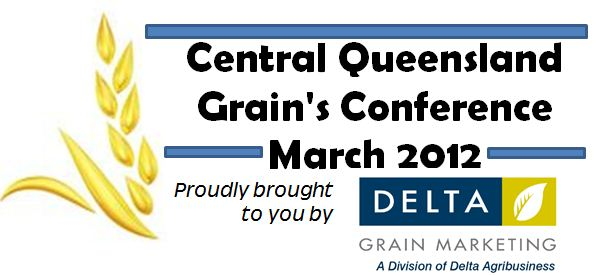 Central Queensland
Grain's Conference
March 2012
Proudly brought
to you by
DELTA
GRAIN MARKETING
A Division of Delta Agribusiness